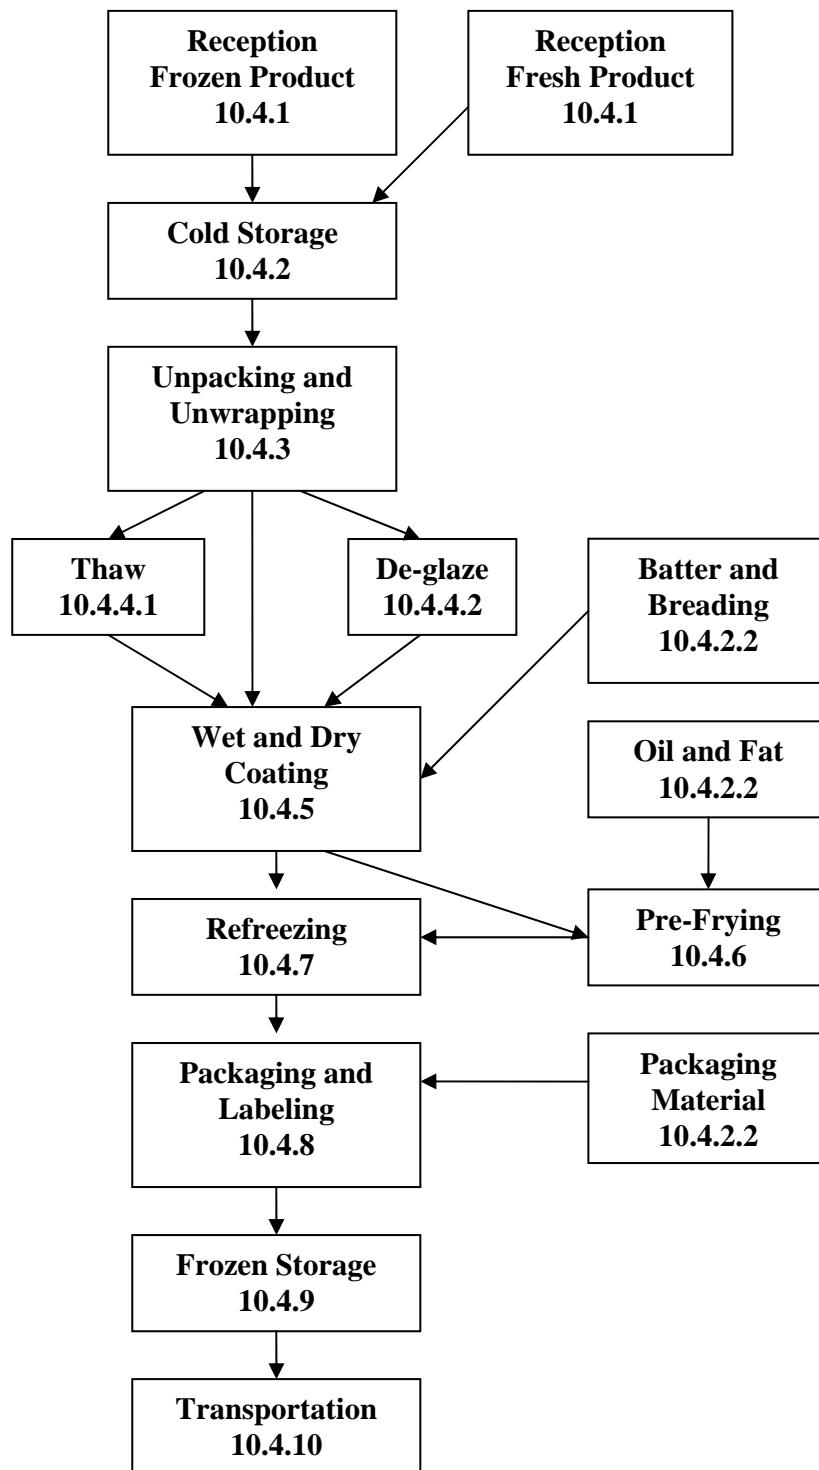 Reception
Frozen Product
10.4.1
Reception
Fresh Product
10.4.1
Cold Storage
10.4.2
Unpacking and
Unwrapping
10.4.3
Thaw
10.4.4.1
De-glaze
10.4.4.2
Batter and
Breading
10.4.2.2
Wet and Dry
Coating
10.4.5
Oil and Fat
10.4.2.2
Refreezing
10.4.7
Pre-Frying
10.4.6
Packaging and
Labeling
10.4.8
Packaging
Material
10.4.2.2
Frozen Storage
10.4.9
Transportation
10.4.10